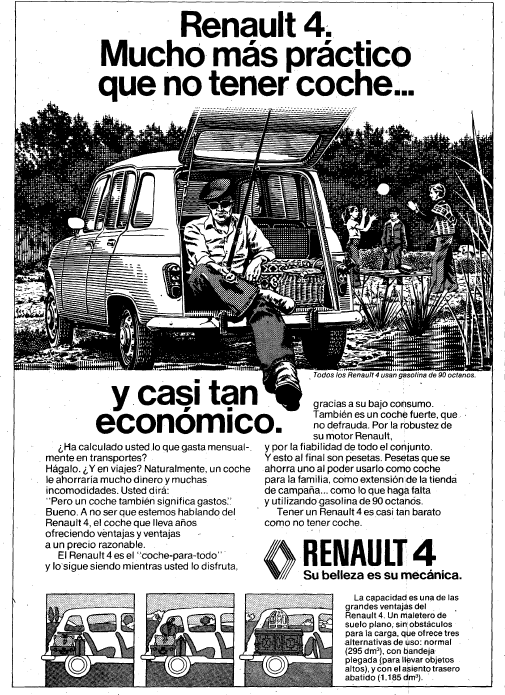 Renault 4.
Mucho más práctico
que no tener coche...
Todos los Renault 4 usan gasolina de 90 octanos.
y casi tan
económico.
¿Ha calculado usted lo que gasta mensual-
mente en transportes?
Hágalo. ¿Y en viajes? Naturalmente, un coche
le ahorraría mucho dinero y muchas
incomodidades. Usted dirá:
"Pero un coche también significa gastos."
Bueno. A no ser que estemos hablando del
Renault 4, el coche que lleva años
ofreciendo ventajas y ventajas
a un precio razonable.
El Renault 4 es el "coche-para-todo"
y lo sigue siendo mientras usted lo disfruta,
gracias a su bajo consumo.
También es un coche fuerte, que
no defrauda. Por la robustez de
su motor Renault,
y por la fiabilidad de todo el conjunto.
Y esto al final son pesetas. Pesetas que se
ahorra uno al poder usarlo como coche
para la familia, como extensión de la tienda
de campaña... como lo que haga falta
y utilizando gasolina de 90 octanos.
Tener un Renault 4 es casi tan barato
como no tener coche.
RENAULT 4
Su belleza es su mecánica.
La capacidad es una de las
grandes ventajas del
Renault 4. Un maletero de
suelo plano, sin obstáculos
para la carga, que ofrece tres
alternativas de uso: normal
(295 dm³), con bandeja
plegada (para llevar objetos
altos), y con el asiento trasero
abatido (1.185 dm³).